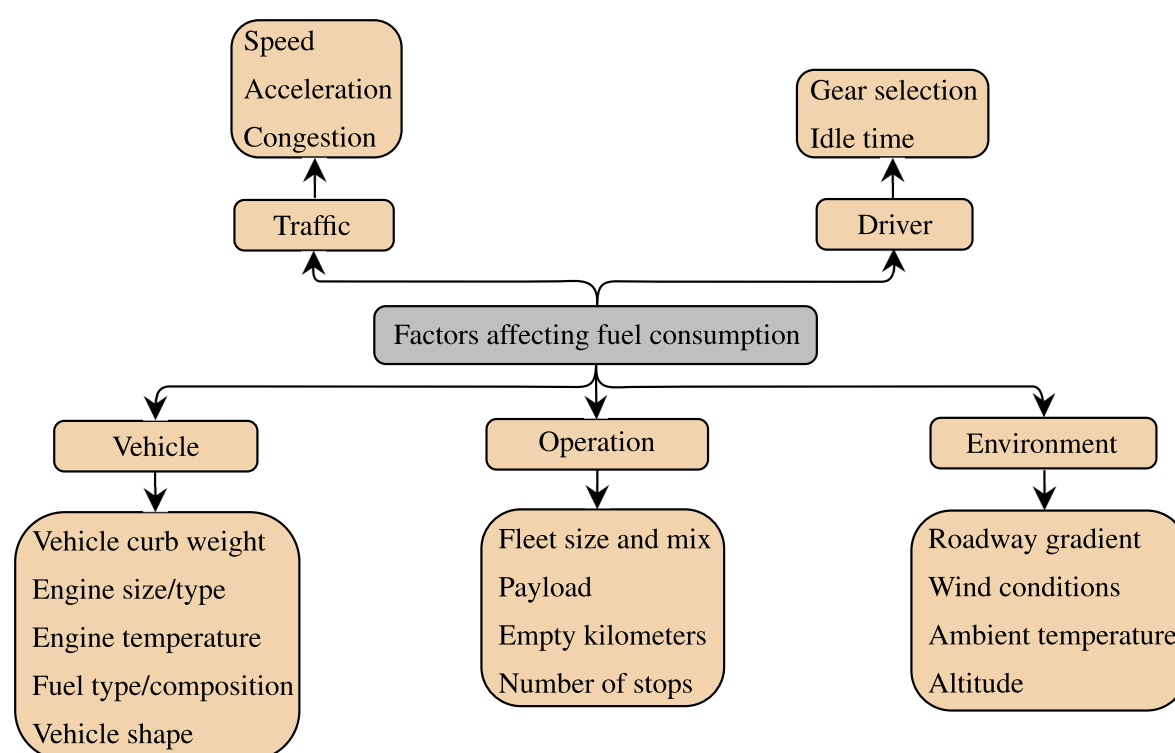 Speed
Acceleration
Congestion
Gear selection
Idle time
Traffic
Driver
Factors affecting fuel consumption
Vehicle
Operation
Environment
Vehicle curb weight
Engine size/type
Engine temperature
Fuel type/composition
Vehicle shape
Fleet size and mix
Payload
Empty kilometers
Number of stops
Roadway gradient
Wind conditions
Ambient temperature
Altitude